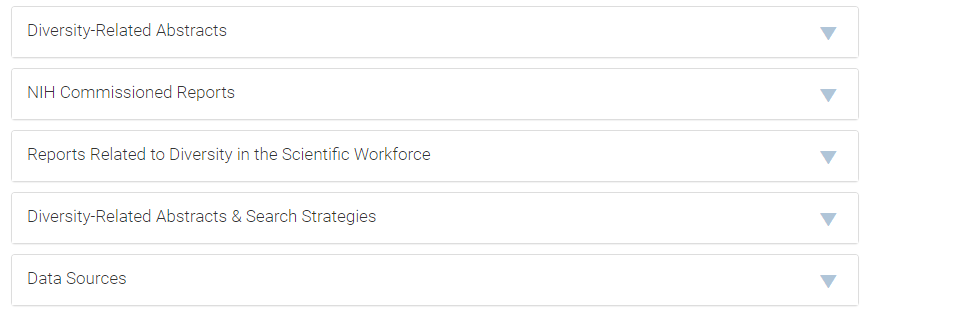 Diversity-Related Abstracts
NIH Commissioned Reports
Reports Related to Diversity in the Scientific Workforce
Diversity-Related Abstracts & Search Strategies
Data Sources